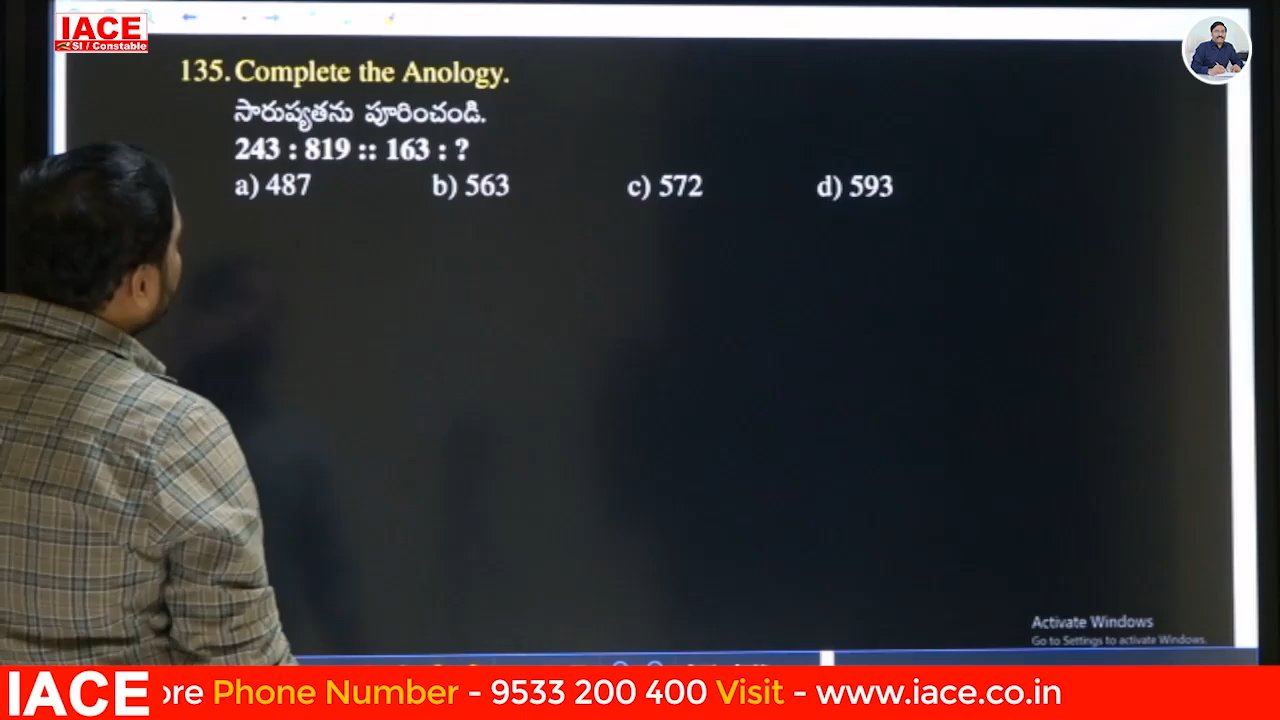 IACE
SI / Constable
135. Complete the Anology.
సారుప్యతను పూరించండి.
243 : 819 :: 163 : ?
a) 487 b) 563 c) 572 d) 593
Activate Windows
Go to Settings to activate Windows.
IACE ore Phone Number - 9533 200 400 Visit - www.iace.co.in